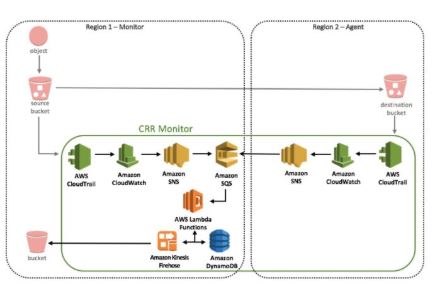 Region 1 – Monitor
Region 2 – Agent
object
source
bucket
destination
bucket
CRR Monitor
AWS
CloudTrail
Amazon
CloudWatch
Amazon
SNS
Amazon
SQS
Amazon
SNS
Amazon
CloudWatch
AWS
CloudTrail
AWS Lambda
Functions
bucket
Amazon Kinesis
Firehose
Amazon
DynamoDB